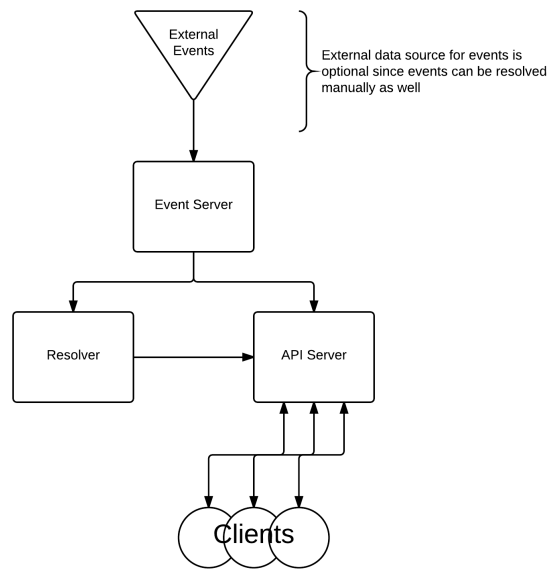 External
Events
External data source for events is
optional since events can be resolved
manually as well
Event Server
Resolver
API Server
Clients